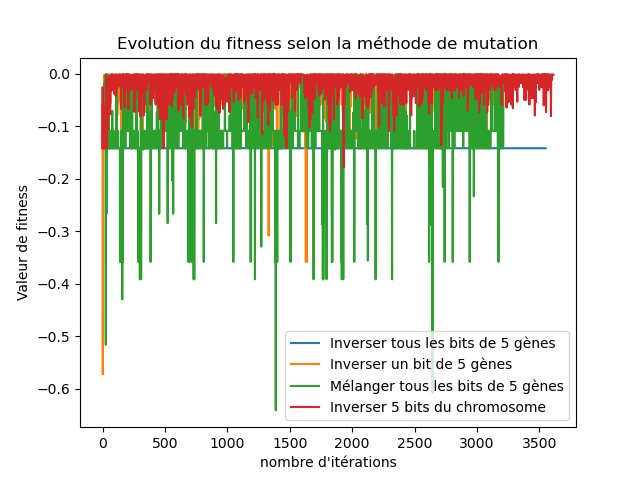 Evolution du fitness selon la méthode de mutation
Valeur de fitness
0.0
−0.1
−0.2
−0.3
−0.4
−0.5
−0.6
Inverser tous les bits de 5 gènes
Inverser un bit de 5 gènes
Mélanger tous les bits de 5 gènes
Inverser 5 bits du chromosome
0 500 1000 1500 2000 2500 3000 3500
nombre d'itérations